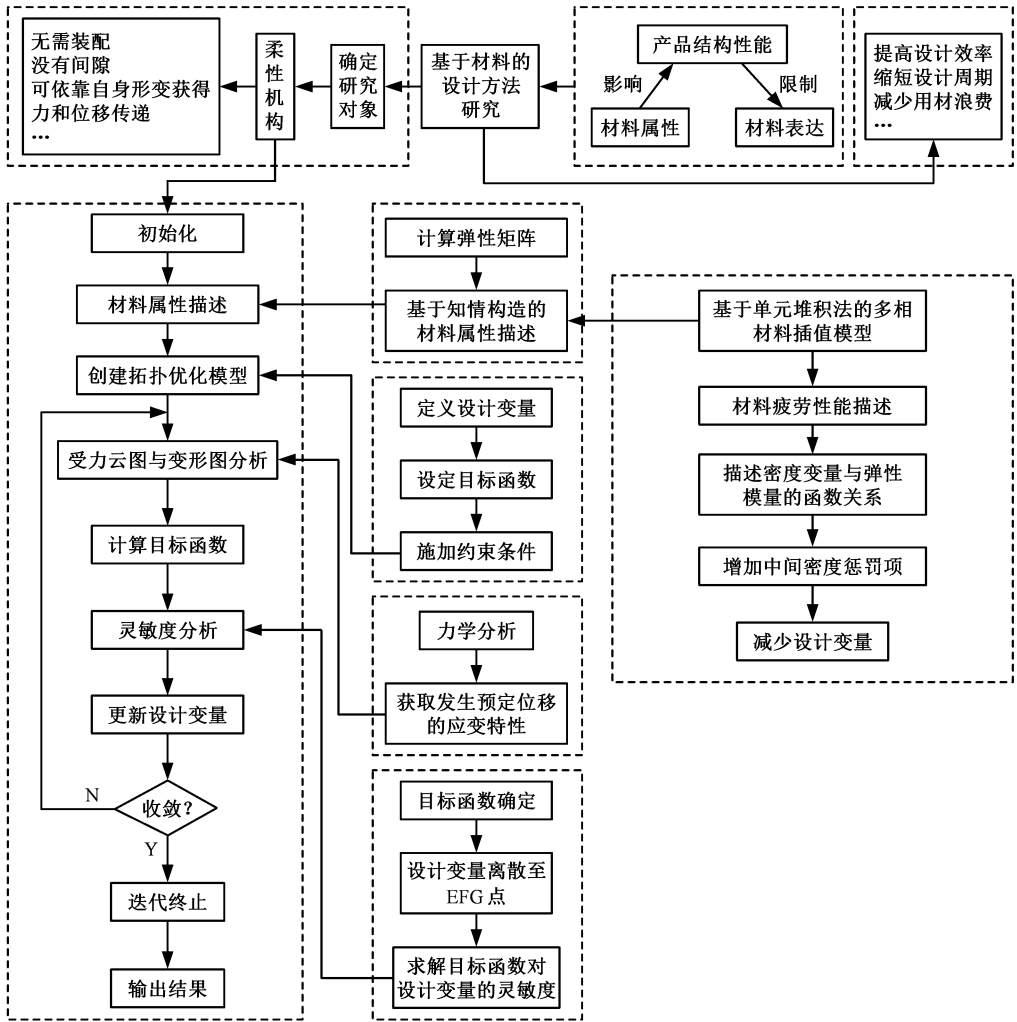 无需装配
没有间隙
可依靠自身形变获得
力和位移传递
…
柔
性
机
构
确定
研究
对象
基于材料的
设计方法
研究
产品结构性能
影响
限制
材料属性
材料表达
提高设计效率
缩短设计周期
减少用材浪费
…
初始化
材料属性描述
创建拓扑优化模型
受力云图与变形图分析
计算目标函数
灵敏度分析
更新设计变量
N
收敛？
Y
迭代终止
输出结果
计算弹性矩阵
基于知情构造的
材料属性描述
定义设计变量
设定目标函数
施加约束条件
力学分析
获取发生预定位移
的应变特性
目标函数确定
设计变量离散至
EFG点
求解目标函数对
设计变量的灵敏度
基于单元堆积法的多相
材料插值模型
材料疲劳性能描述
描述密度变量与弹性
模量的函数关系
增加中间密度惩罚项
减少设计变量